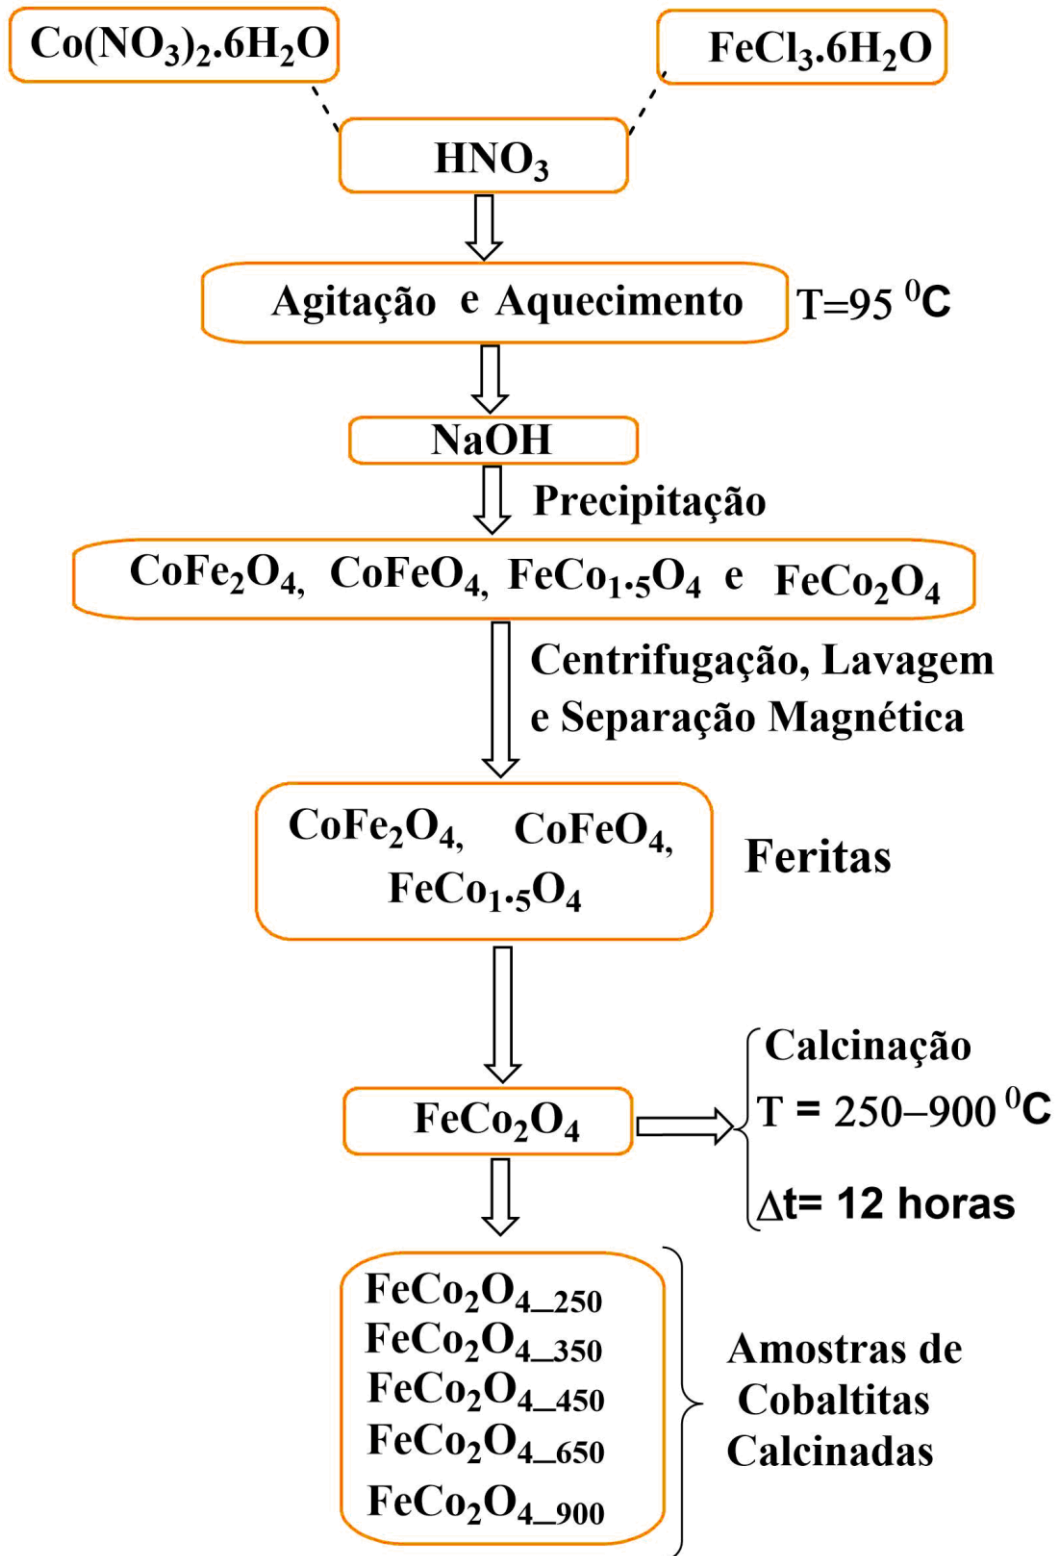 Co(NO₃)₂.6H₂O
FeCl₃.6H₂O
HNO₃
Agitação e Aquecimento
T=95 ⁰C
NaOH
Precipitação
CoFe₂O₄, CoFeO₄, FeCo₁.₅O₄ e FeCo₂O₄
Centrifugação, Lavagem
e Separação Magnética
CoFe₂O₄, CoFeO₄,
FeCo₁.₅O₄
Feritas
FeCo₂O₄
Calcinação
T = 250–900 ⁰C
Δt= 12 horas
FeCo₂O₄_₂₅₀
FeCo₂O₄_₃₅₀
FeCo₂O₄_₄₅₀
FeCo₂O₄_₆₅₀
FeCo₂O₄_₉₀₀
Amostras de
Cobaltitas
Calcinadas